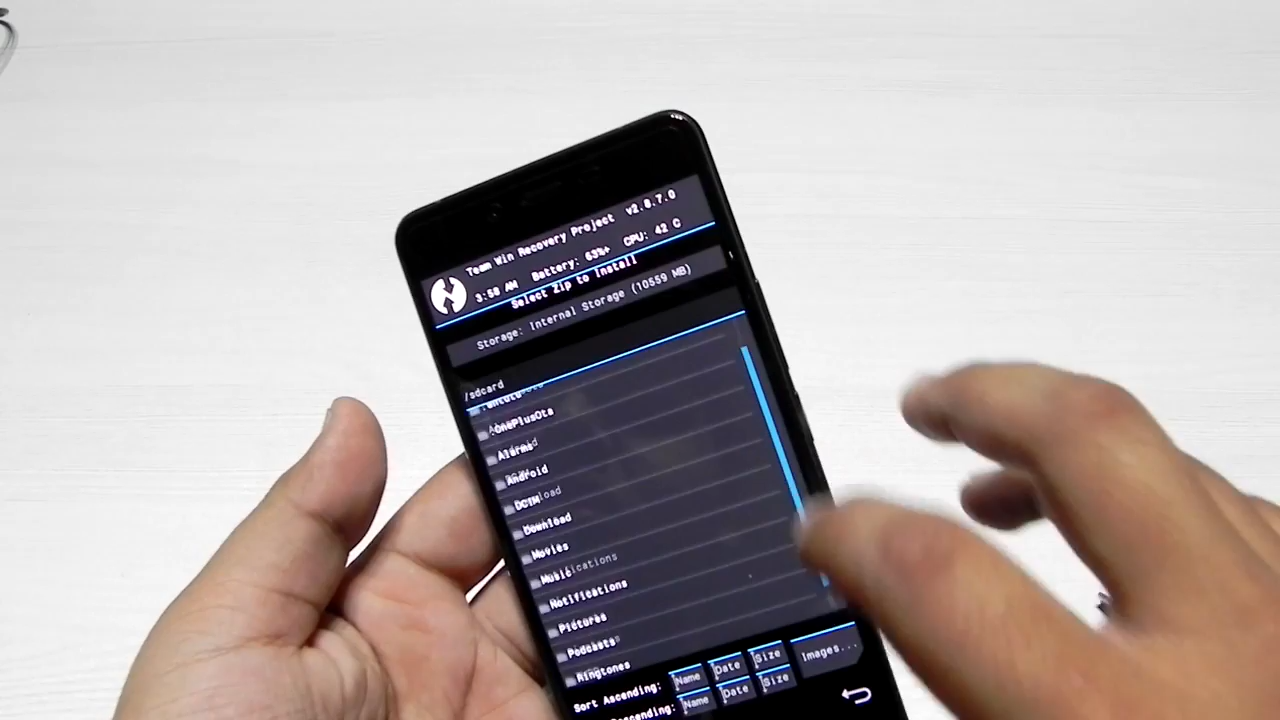 Team Win Recovery Project v2.8.7.0
3:58 AM Battery: 63%+ CPU: 42 C
Select Zip to Install
Storage: Internal Storage (10559 MB)
/sdcard
.OnePlusOta
Alarms
Android
DCIM
Download
Movies
Music
Notifications
Pictures
Podcasts
Ringtones
Sort Ascending: Name Date Size Images...
Name Date Size